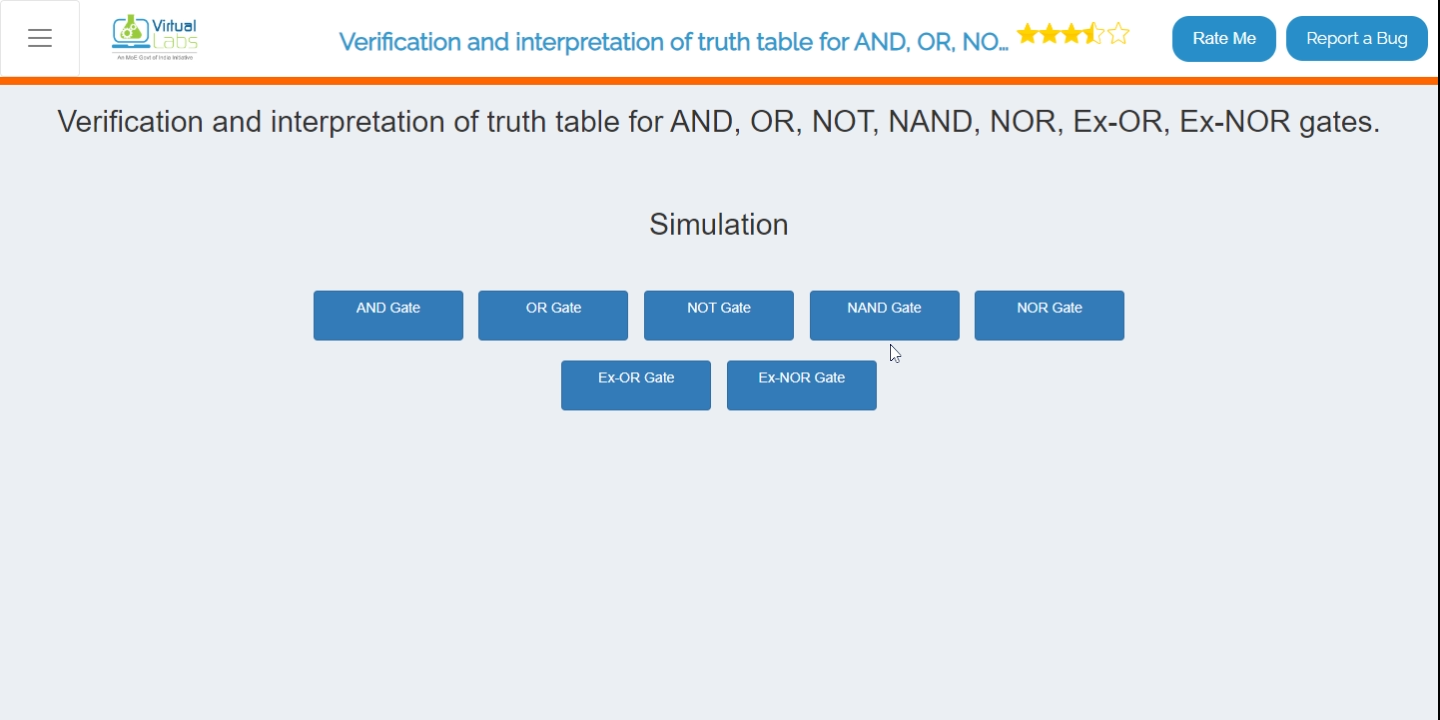 Virtual
Labs
An MoE Govt of India Initiative
Verification and interpretation of truth table for AND, OR, NO...
Rate Me
Report a Bug
Verification and interpretation of truth table for AND, OR, NOT, NAND, NOR, Ex-OR, Ex-NOR gates.
Simulation
AND Gate
OR Gate
NOT Gate
NAND Gate
NOR Gate
Ex-OR Gate
Ex-NOR Gate